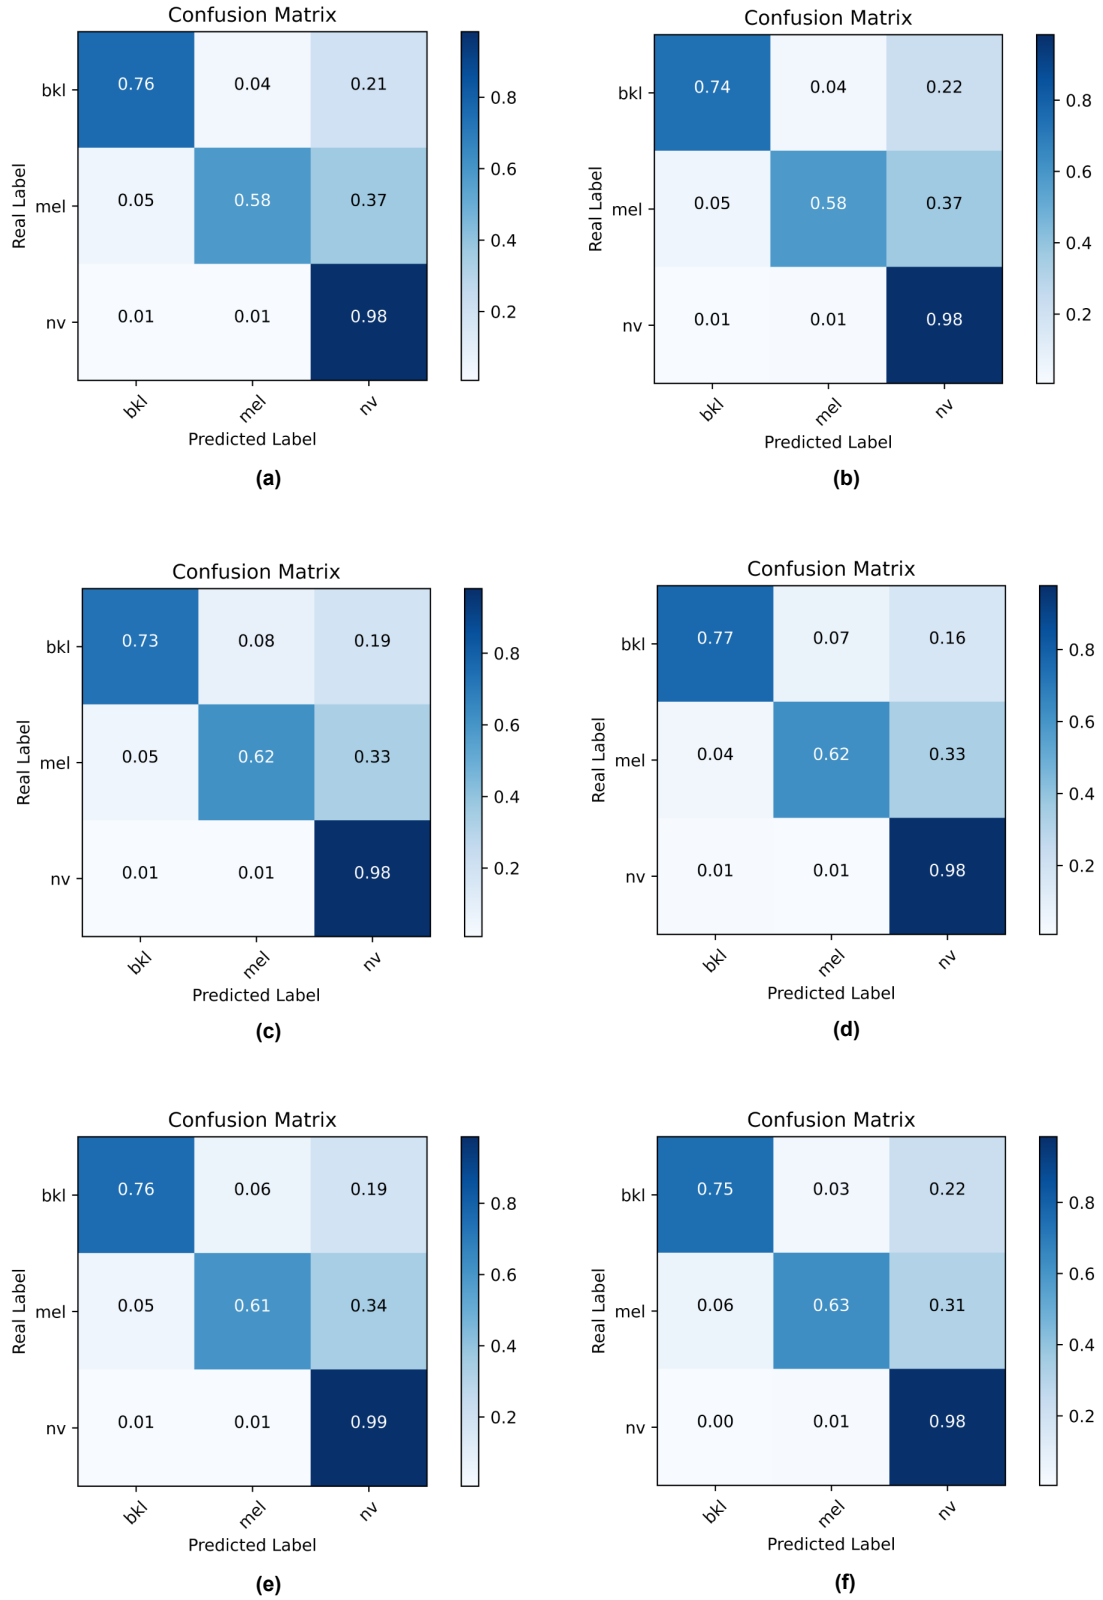 Confusion Matrix
bkl 0.76 0.04 0.21
mel 0.05 0.58 0.37
nv 0.01 0.01 0.98
bkl mel nv
Real Label
Predicted Label
0.8
0.6
0.4
0.2
(a)
Confusion Matrix
bkl 0.74 0.04 0.22
mel 0.05 0.58 0.37
nv 0.01 0.01 0.98
bkl mel nv
Real Label
Predicted Label
0.8
0.6
0.4
0.2
(b)
Confusion Matrix
bkl 0.73 0.08 0.19
mel 0.05 0.62 0.33
nv 0.01 0.01 0.98
bkl mel nv
Real Label
Predicted Label
0.8
0.6
0.4
0.2
(c)
Confusion Matrix
bkl 0.77 0.07 0.16
mel 0.04 0.62 0.33
nv 0.01 0.01 0.98
bkl mel nv
Real Label
Predicted Label
0.8
0.6
0.4
0.2
(d)
Confusion Matrix
bkl 0.76 0.06 0.19
mel 0.05 0.61 0.34
nv 0.01 0.01 0.99
bkl mel nv
Real Label
Predicted Label
0.8
0.6
0.4
0.2
(e)
Confusion Matrix
bkl 0.75 0.03 0.22
mel 0.06 0.63 0.31
nv 0.00 0.01 0.98
bkl mel nv
Real Label
Predicted Label
0.8
0.6
0.4
0.2
(f)